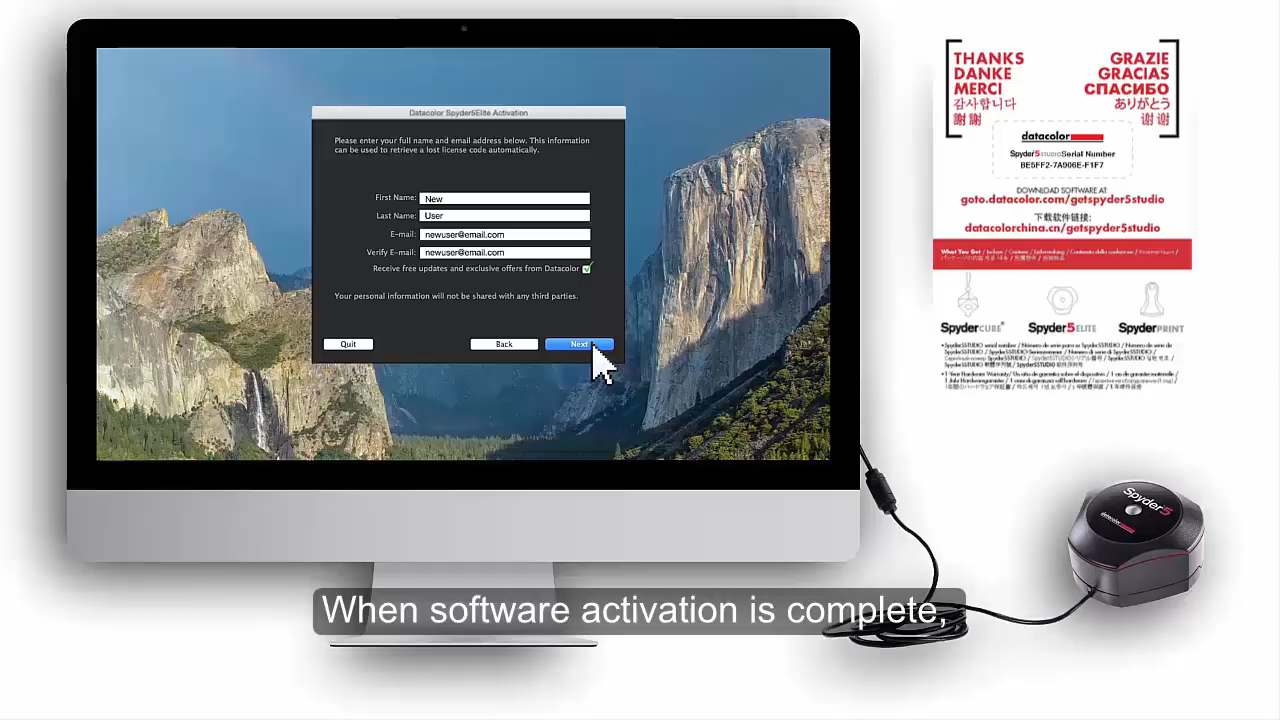 Datacolor Spyder5Elite Activation
Please enter your full name and email address below. This information
can be used to retrieve a lost license code automatically.
First Name: New
Last Name: User
E-mail: newuser@email.com
Verify E-mail: newuser@email.com
Receive free updates and exclusive offers from Datacolor
Your personal information will not be shared with any third parties.
Quit
Back
Next
THANKS GRAZIE
DANKE GRACIAS
MERCI СПАСИБО
감사합니다 ありがとう
謝謝 谢谢
datacolor
Spyder5STUDIO Serial Number
BE5FF2-7A906E-F1F7
DOWNLOAD SOFTWARE AT:
goto.datacolor.com/getspyder5studio
下载软件链接:
datacolorchina.cn/getspyder5studio
What You Get
SpyderCUBE® Spyder5ELITE SpyderPRINT
Spyder5
datacolor
When software activation is complete,